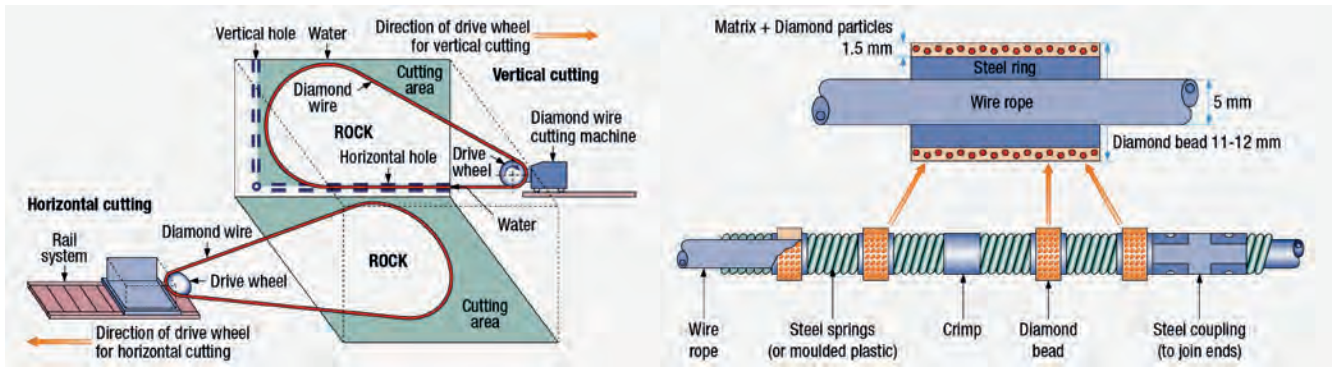 Vertical hole
Water
Direction of drive wheel
for vertical cutting
Cutting
area
Vertical cutting
Diamond
wire
Diamond wire
cutting machine
ROCK
Drive
wheel
Horizontal hole
Horizontal cutting
Water
Diamond wire
Rail
system
ROCK
Drive wheel
Cutting
area
Direction of drive wheel
for horizontal cutting
Matrix + Diamond particles
1.5 mm
Steel ring
Wire rope
5 mm
Diamond bead 11-12 mm
Wire
rope
Steel springs
(or moulded plastic)
Crimp
Diamond
bead
Steel coupling
(to join ends)